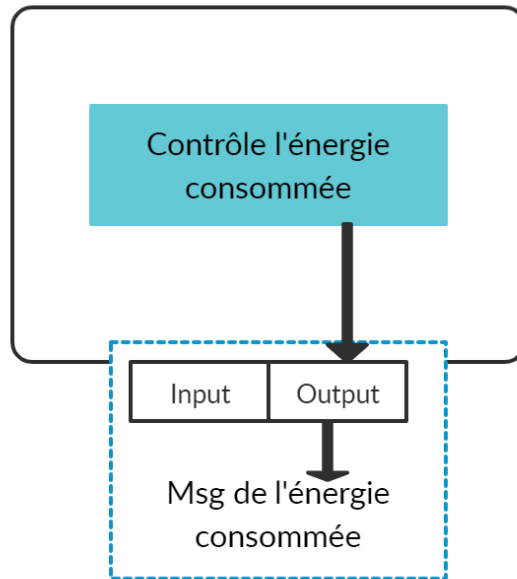 Contrôle l'énergie
consommée
Input
Output
Msg de l'énergie
consommée